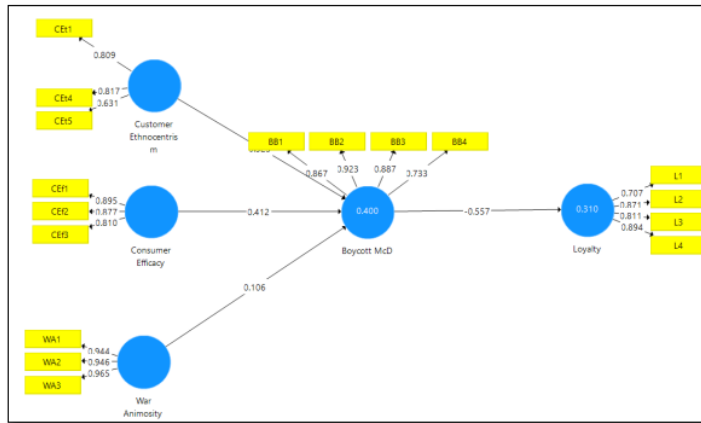 CEt1
0.809
CEt4
0.817
CEt5
0.631
Customer
Ethnocentris
m
BB1
BB2
BB3
BB4
0.867
0.923
0.887
0.733
CEf1
0.895
CEf2
0.877
CEf3
0.810
Consumer
Efficacy
0.412
0.400
Boycott McD
-0.557
0.310
Loyalty
L1
0.707
L2
0.871
L3
0.811
L4
0.894
0.106
WA1
0.944
WA2
0.946
WA3
0.965
War
Animosity